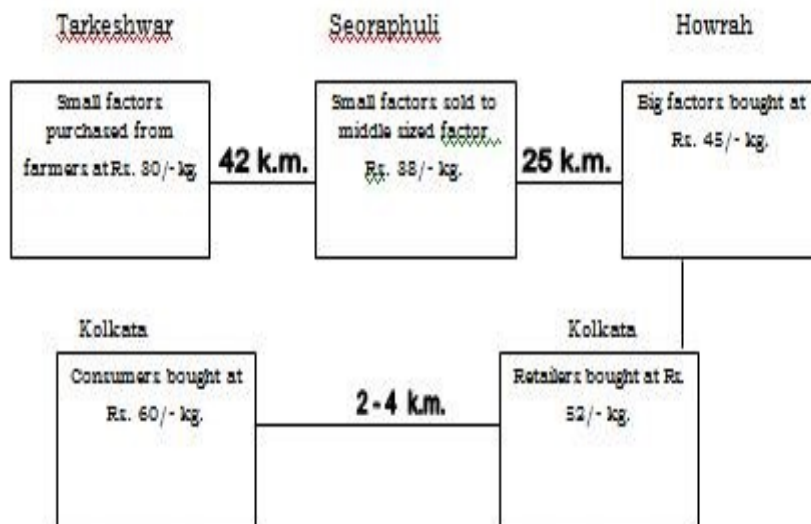 Tarkeshwar
Seoraphuli
Howrah
Small factors
purchased from
farmers at Rs. 30/- kg.
42 k.m.
Small factors sold to
middle sized factor
Rs. 38/- kg.
25 k.m.
Big factors bought at
Rs. 45/- kg.
Kolkata
Consumers bought at
Rs. 60/- kg.
2 - 4 k.m.
Kolkata
Retailers bought at Rs.
52/- kg.